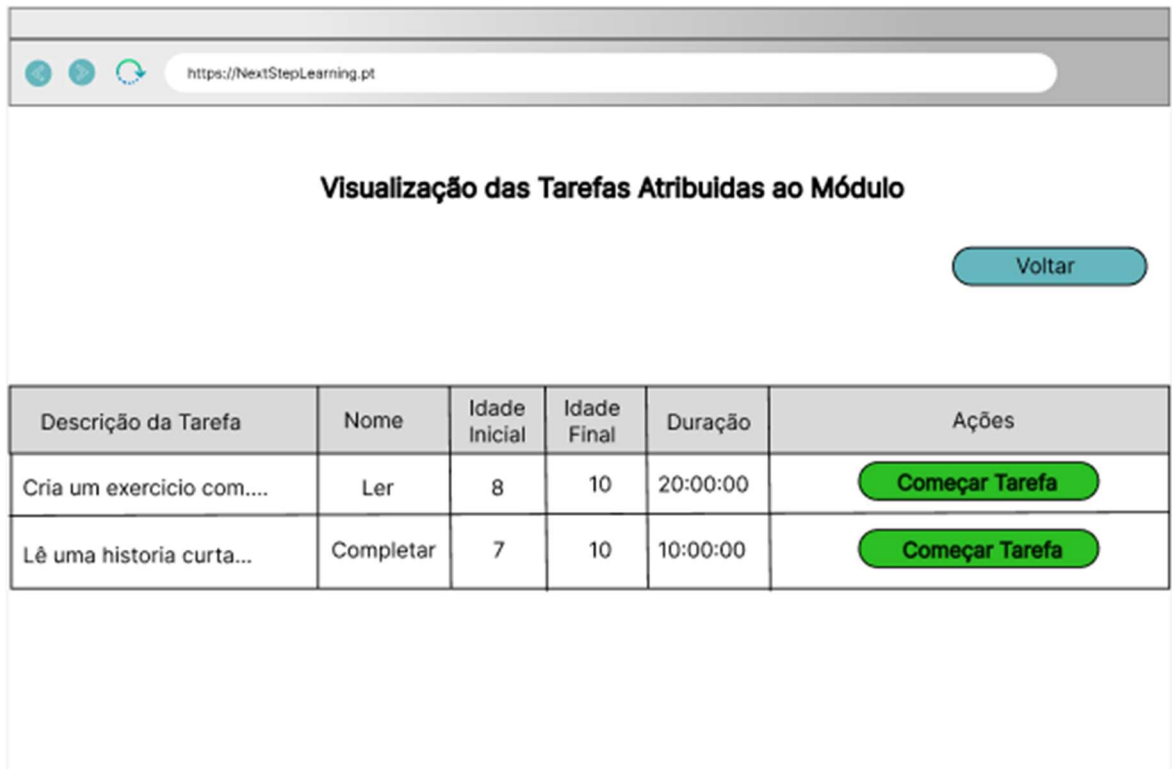 https://NextStepLearning.pt
Visualização das Tarefas Atribuidas ao Módulo
Voltar
Descrição da Tarefa Nome Idade Inicial Idade Final Duração Ações
Cria um exercicio com.... Ler 8 10 20:00:00 Começar Tarefa
Lê uma historia curta... Completar 7 10 10:00:00 Começar Tarefa